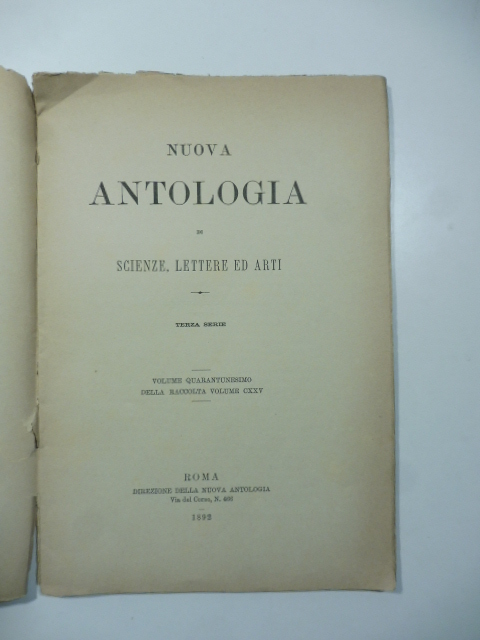 NUOVA
ANTOLOGIA
DI
SCIENZE, LETTERE ED ARTI
TERZA SERIE
VOLUME QUARANTUNESIMO
DELLA RACCOLTA VOLUME CXXV
ROMA
DIREZIONE DELLA NUOVA ANTOLOGIA
Via del Corso, N. 466
1892